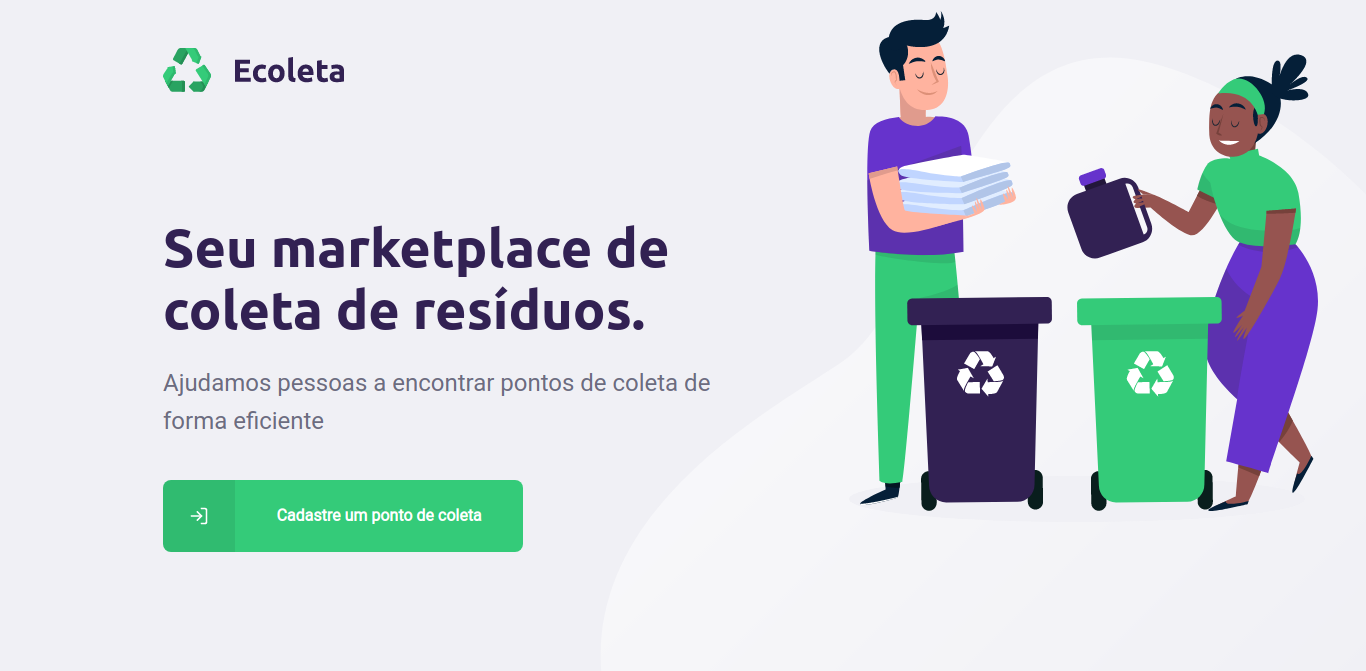 Ecoleta
Seu marketplace de
coleta de resíduos.
Ajudamos pessoas a encontrar pontos de coleta de
forma eficiente
Cadastre um ponto de coleta